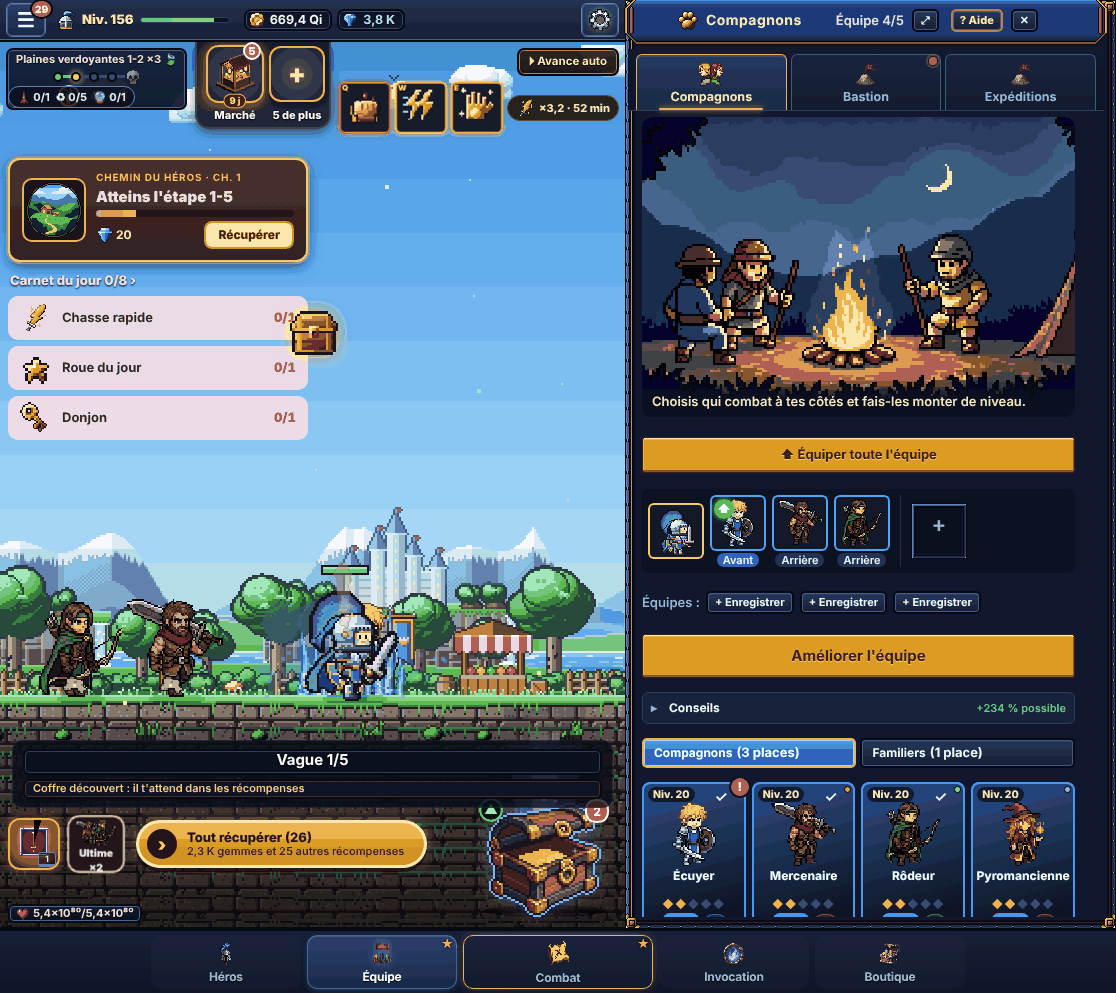 29
Niv. 156
669,4 Qi
3,8 K
Plaines verdoyantes 1-2 ×3
0/1 0/5 0/1
5
9 j
Marché
5 de plus
Q
W
E
Avance auto
×3,2 · 52 min
CHEMIN DU HÉROS · CH. 1
Atteins l'étape 1-5
20
Récupérer
Carnet du jour 0/8 ›
Chasse rapide 0/1
Roue du jour 0/1
Donjon 0/1
Vague 1/5
Coffre découvert : il t'attend dans les récompenses
1
Ultime
×2
Tout récupérer (26)
2,3 K gemmes et 25 autres récompenses
2
5,4×10⁸⁰/5,4×10⁸⁰
Compagnons
Équipe 4/5
? Aide
×
Compagnons
Bastion
Expéditions
Choisis qui combat à tes côtés et fais-les monter de niveau.
Équiper toute l'équipe
Avant
Arrière
Arrière
+
Équipes :
+ Enregistrer
+ Enregistrer
+ Enregistrer
Améliorer l'équipe
Conseils
+234 % possible
Compagnons (3 places)
Familiers (1 place)
Niv. 20
!
Niv. 20
Niv. 20
Niv. 20
Écuyer
Mercenaire
Rôdeur
Pyromancienne
Héros
Équipe
Combat
Invocation
Boutique